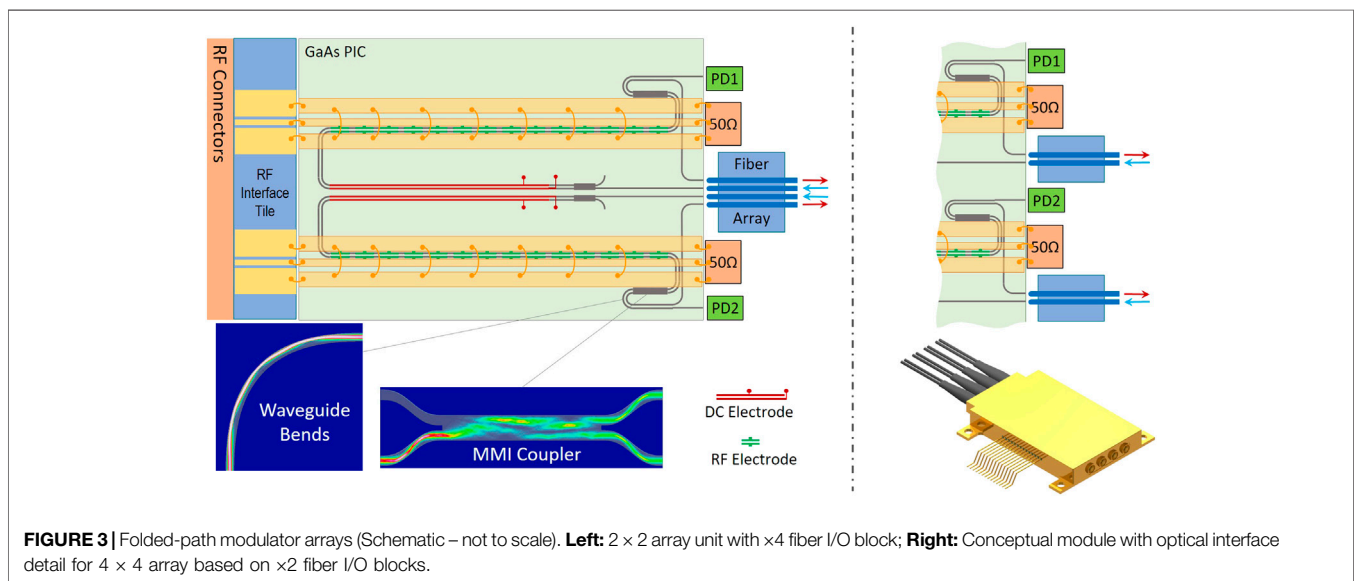 RF Connectors
RF
Interface
Tile
GaAs PIC
PD1
50Ω
Fiber
Array
50Ω
PD2
Waveguide
Bends
MMI Coupler
DC Electrode
RF Electrode
PD1
50Ω
PD2
50Ω
FIGURE 3 | Folded-path modulator arrays (Schematic – not to scale). Left: 2 × 2 array unit with ×4 fiber I/O block; Right: Conceptual module with optical interface
detail for 4 × 4 array based on ×2 fiber I/O blocks.